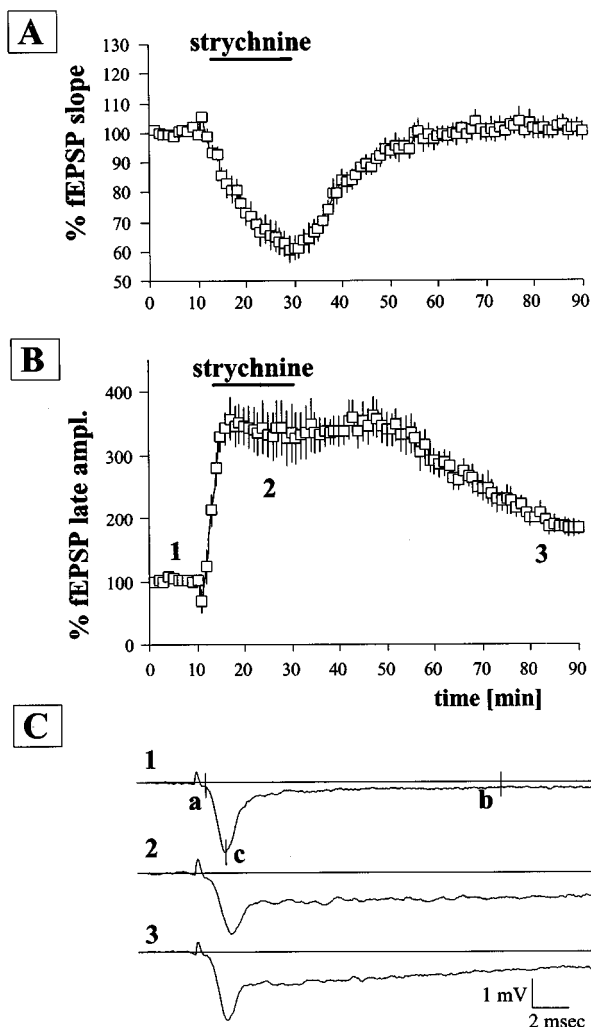 A
strychnine
% fEPSP slope
130
120
110
100
90
80
70
60
50
0 10 20 30 40 50 60 70 80 90
B
strychnine
% fEPSP late ampl.
400
300
200
100
0
1
2
3
0 10 20 30 40 50 60 70 80 90
time [min]
C
1
a
b
c
2
3
1 mV
2 msec